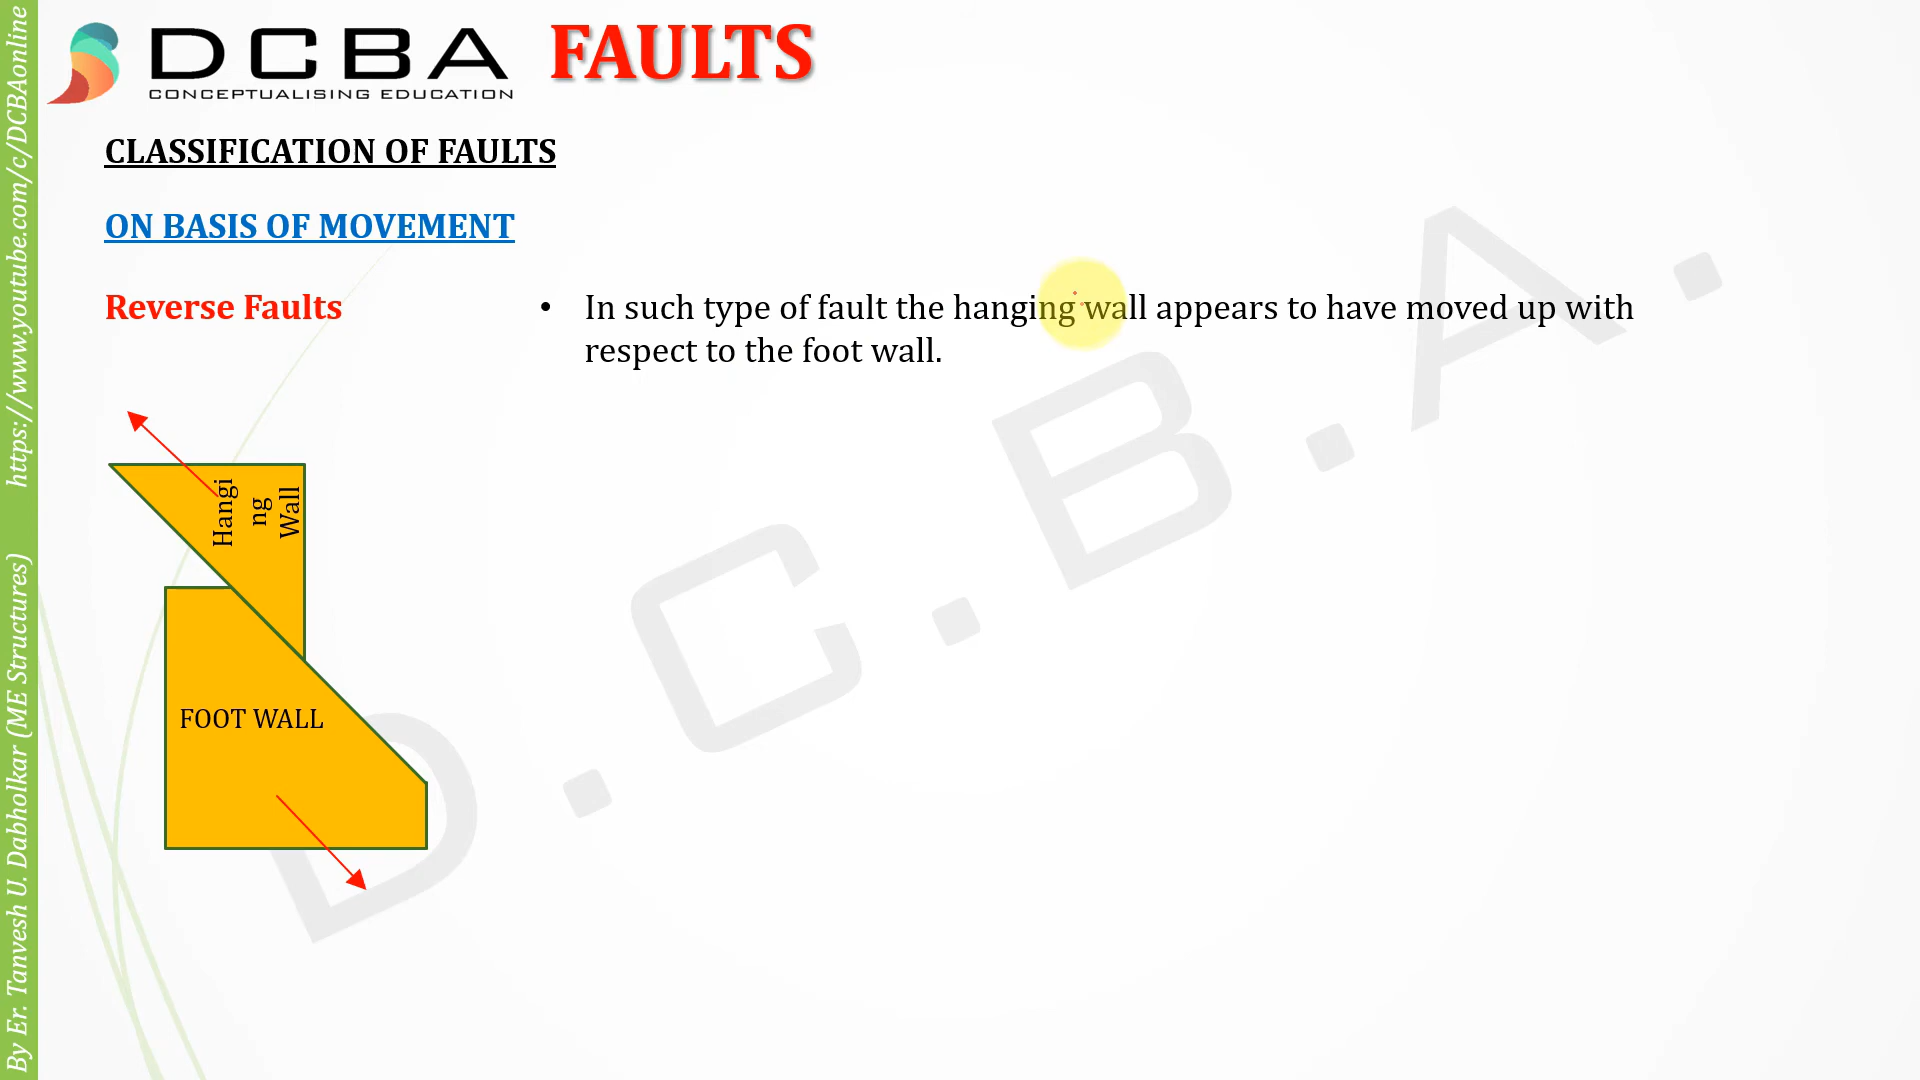 DCBA
CONCEPTUALISING EDUCATION
FAULTS
CLASSIFICATION OF FAULTS
ON BASIS OF MOVEMENT
Reverse Faults
• In such type of fault the hanging wall appears to have moved up with
respect to the foot wall.
Hangi
ng
Wall
FOOT WALL
D.C.B.A.
By Er. Tanvesh U. Dabholkar (ME Structures) https://www.youtube.com/c/DCBAonline